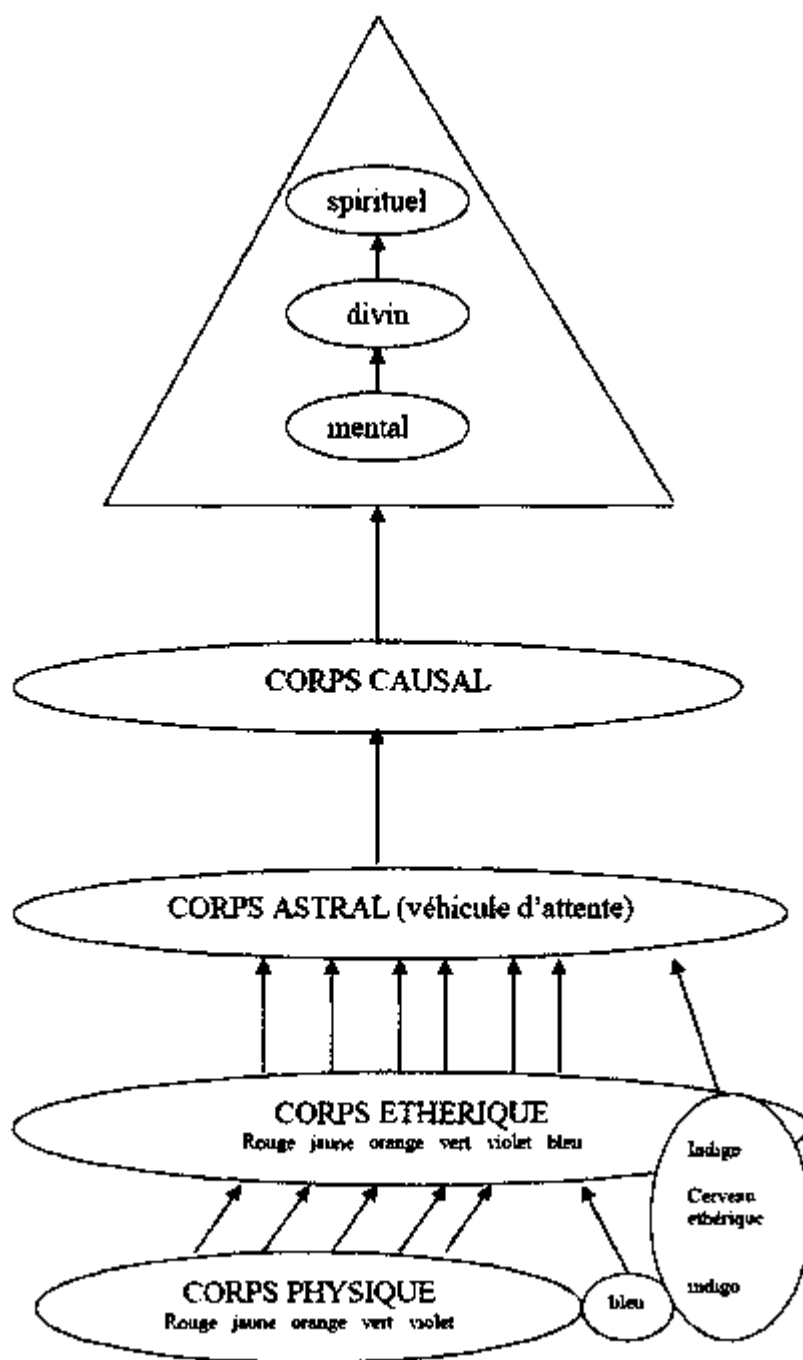 spirituel
divin
mental
CORPS CAUSAL
CORPS ASTRAL (véhicule d'attente)
CORPS ETHERIQUE
Rouge jaune orange vert violet bleu
Indigo
Cerveau
ethérique
indigo
CORPS PHYSIQUE
Rouge jaune orange vert violet
bleu